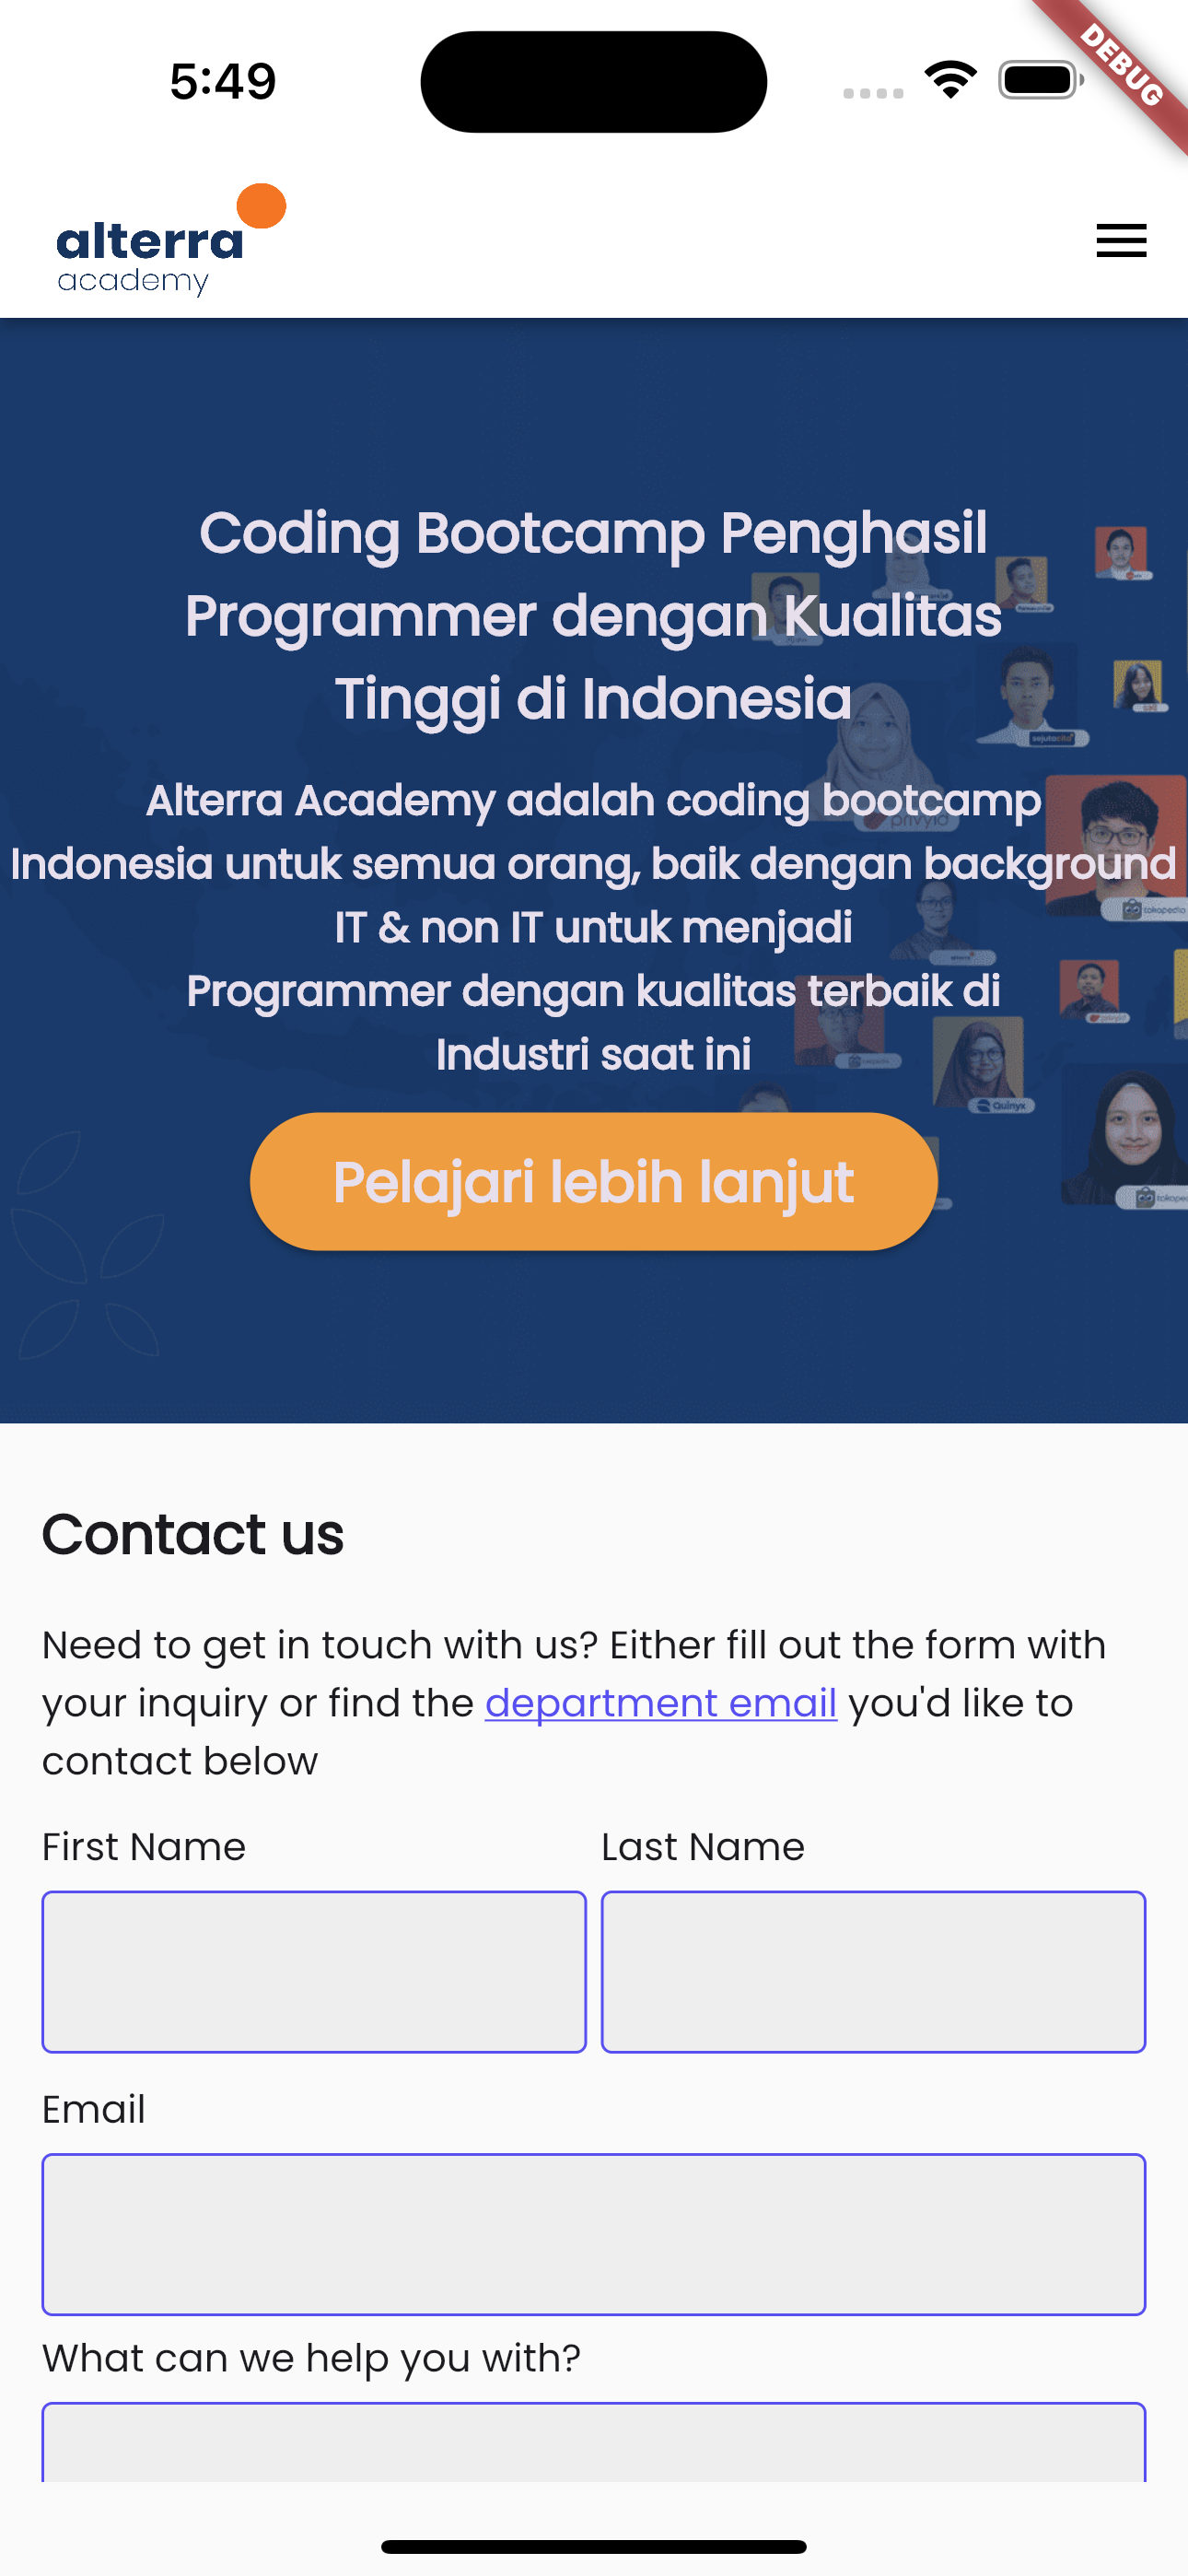 5:49
DEBUG
alterra
academy
Coding Bootcamp Penghasil
Programmer dengan Kualitas
Tinggi di Indonesia
Alterra Academy adalah coding bootcamp
Indonesia untuk semua orang, baik dengan background
IT & non IT untuk menjadi
Programmer dengan kualitas terbaik di
Industri saat ini
sejutacita
privyid
tokopedia
Quinyx
Pelajari lebih lanjut
Contact us
Need to get in touch with us? Either fill out the form with
your inquiry or find the department email you'd like to
contact below
First Name
Last Name
Email
What can we help you with?